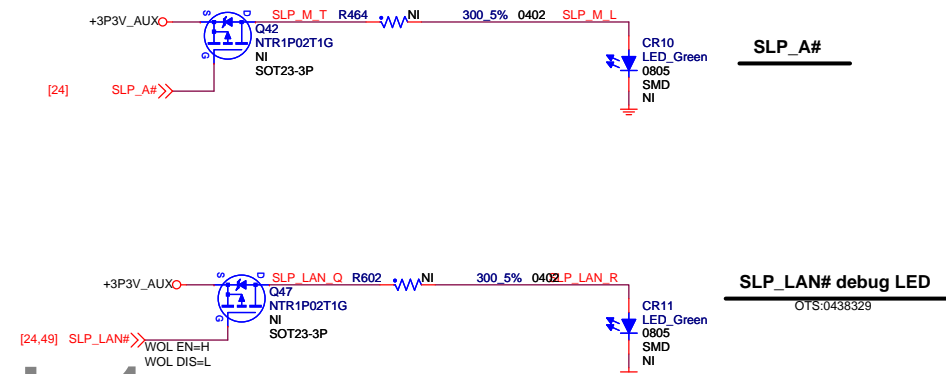 +3P3V_AUX S D SLP_M_T R464 NI 300_5% 0402 SLP_M_L
Q42
NTR1P02T1G
NI
SOT23-3P
G
[24] SLP_A#
CR10
LED_Green
0805
SMD
NI
SLP_A#
+3P3V_AUX S D SLP_LAN_Q R602 NI 300_5% 0402 SLP_LAN_R
Q47
NTR1P02T1G
NI
SOT23-3P
G
[24,49] SLP_LAN#
WOL EN=H
WOL DIS=L
CR11
LED_Green
0805
SMD
NI
SLP_LAN# debug LED
OTS:0438329